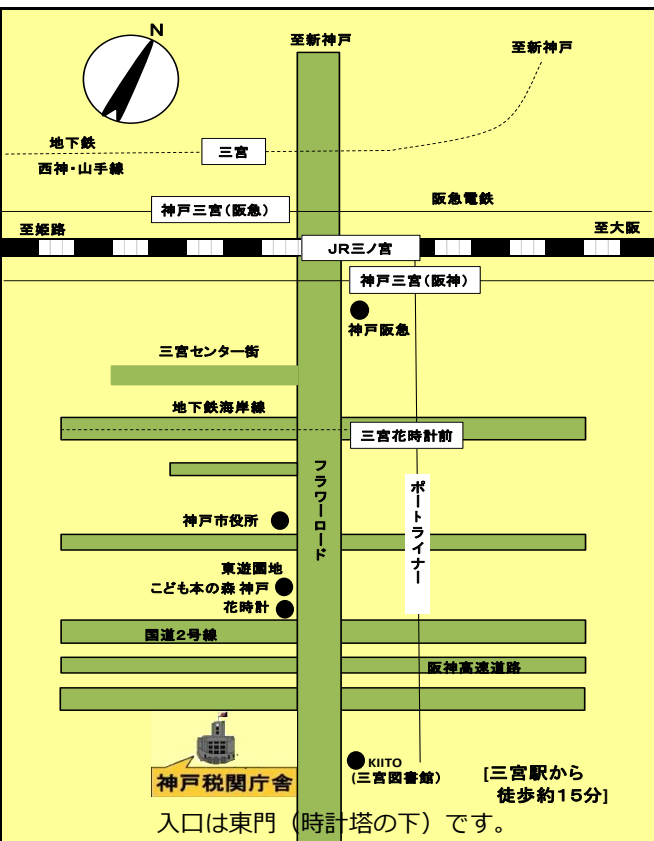 N
至新神戸
至新神戸
地下鉄
三宮
西神・山手線
阪急電鉄
神戸三宮(阪急)
至姫路
至大阪
JR三ノ宮
神戸三宮(阪神)
神戸阪急
三宮センター街
地下鉄海岸線
三宮花時計前
フラワーロード
ポートライナー
神戸市役所
東遊園地
こども本の森 神戸
花時計
国道2号線
阪神高速道路
KIITO
(三宮図書館)
[三宮駅から
徒歩約15分]
神戸税関庁舎
入口は東門（時計塔の下）です。